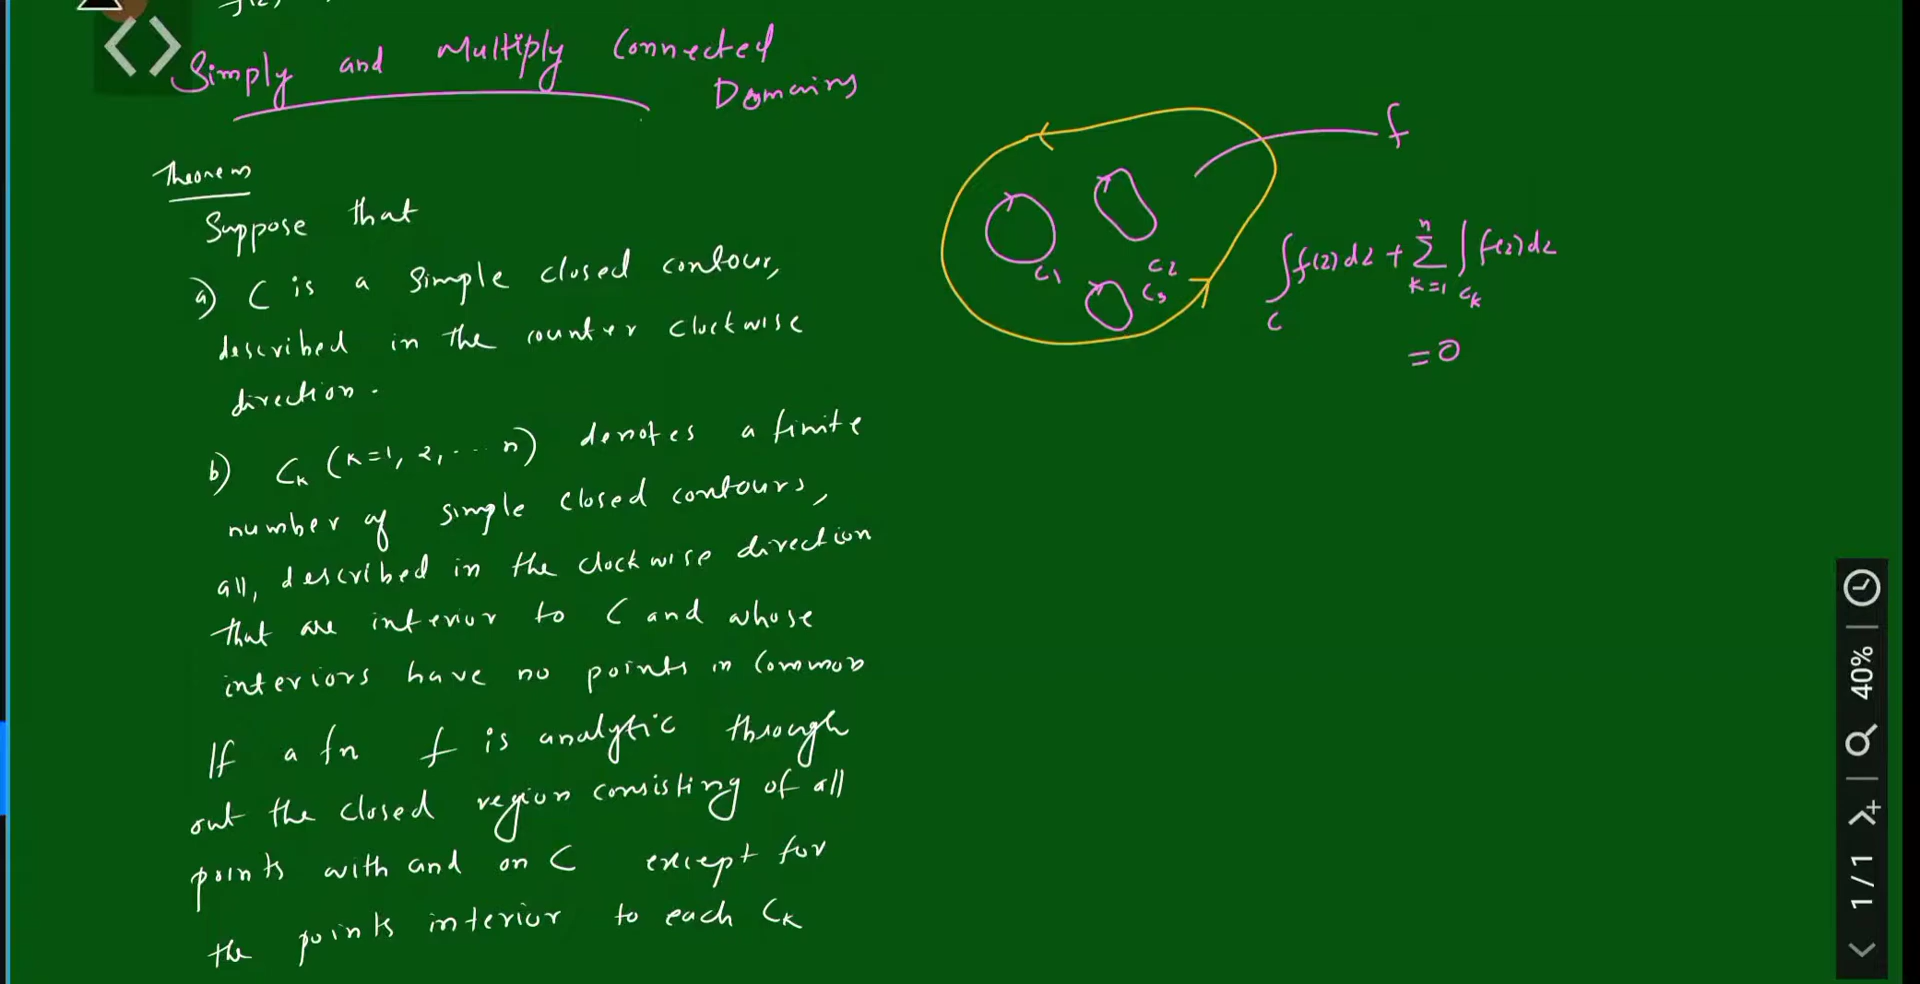 Simply and Multiply Connected
Domains
Theorem
Suppose that
a) C is a simple closed contour,
described in the counter clockwise
direction.
b) Cₖ (k=1, 2, ... n) denotes a finite
number of simple closed contours,
all, described in the clockwise direction
that are interior to C and whose
interiors have no points in common
If a fn f is analytic through
out the closed region consisting of all
points with and on C except for
the points interior to each Cₖ
f
C₁
C₂
C₃
∫_C f(z)dz + Σ_{k=1}^{n} ∫_{Cₖ} f(z)dz
=0
40%
1/1